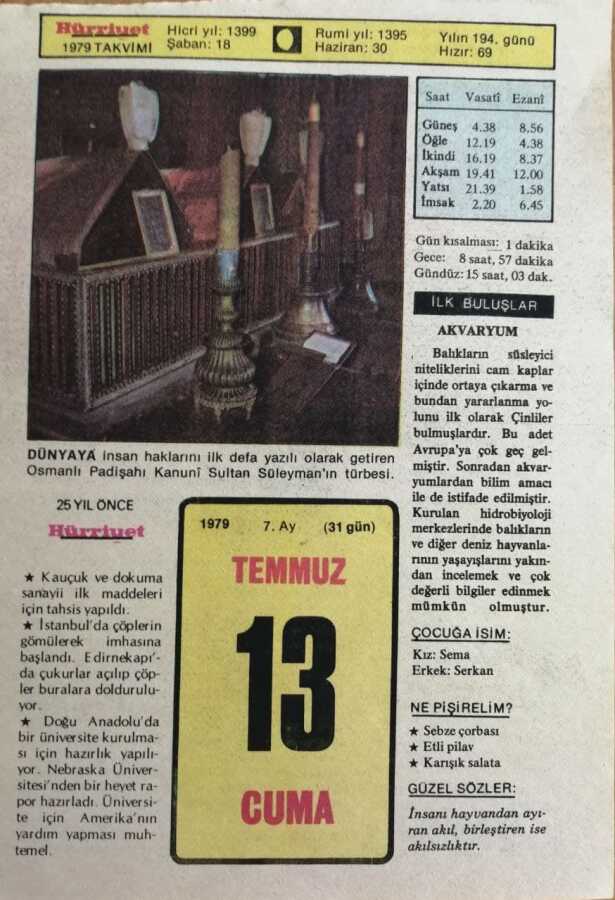 Hürriyet
1979 TAKVİMİ
Hicri yıl: 1399
Şaban: 18
Rumi yıl: 1395
Haziran: 30
Yılın 194. günü
Hızır: 69
Saat Vasatî Ezanî
Güneş 4.38 8.56
Öğle 12.19 4.38
İkindi 16.19 8.37
Akşam 19.41 12.00
Yatsı 21.39 1.58
İmsak 2.20 6.45
Gün kısalması: 1 dakika
Gece: 8 saat, 57 dakika
Gündüz: 15 saat, 03 dak.
İLK BULUŞLAR
AKVARYUM
Balıkların süsleyici
niteliklerini cam kaplar
içinde ortaya çıkarma ve
bundan yararlanma yo-
lunu ilk olarak Çinliler
bulmuşlardır. Bu adet
Avrupa'ya çok geç gel-
miştir. Sonradan akvar-
yumlardan bilim amacı
ile de istifade edilmiştir.
Kurulan hidrobiyoloji
merkezlerinde balıkların
ve diğer deniz hayvanla-
rının yaşayışlarını yakın-
dan incelemek ve çok
değerli bilgiler edinmek
mümkün olmuştur.
DÜNYAYA insan haklarını ilk defa yazılı olarak getiren
Osmanlı Padişahı Kanunî Sultan Süleyman'ın türbesi.
25 YIL ÖNCE
Hürriyet
★ Kauçuk ve dokuma
sanayii ilk maddeleri
için tahsis yapıldı.
★ İstanbul'da çöplerin
gömülerek imhasına
başlandı. Edirnekapı'-
da çukurlar açılıp çöp-
ler buralara dolduruluyor-
yor.
★ Doğu Anadolu'da
bir üniversite kurulma-
sı için hazırlık yapılı-
yor. Nebraska Üniver-
sitesi'nden bir heyet ra-
por hazırladı. Üniversi-
te için Amerika'nın
yardım yapması muh-
temel.
1979 7. Ay (31 gün)
TEMMUZ
13
CUMA
ÇOCUĞA İSİM:
Kız: Sema
Erkek: Serkan
NE PİŞİRELİM?
★ Sebze çorbası
★ Etli pilav
★ Karışık salata
GÜZEL SÖZLER:
İnsanı hayvandan ayı-
ran akıl, birleştiren ise
akılsızlıktır.